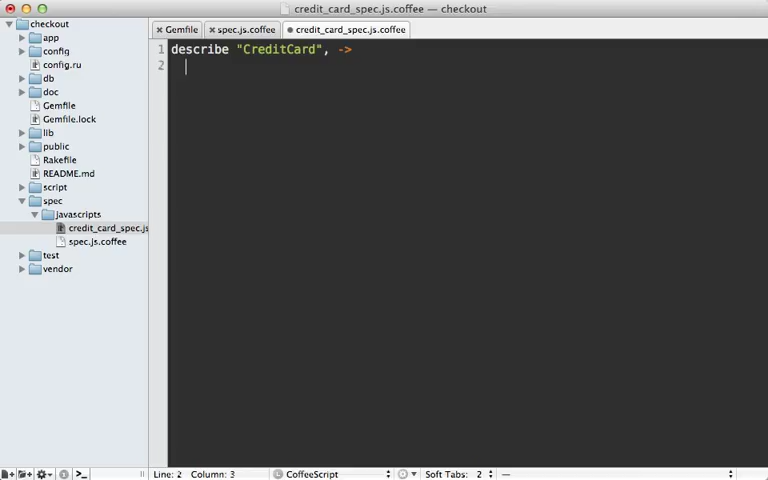 credit_card_spec.js.coffee — checkout
checkout
app
config
config.ru
db
doc
Gemfile
Gemfile.lock
lib
public
Rakefile
README.md
script
spec
javascripts
credit_card_spec.js
spec.js.coffee
test
vendor
Gemfile
spec.js.coffee
credit_card_spec.js.coffee
1 describe "CreditCard", ->
2
Line: 2 Column: 3 CoffeeScript Soft Tabs: 2 —